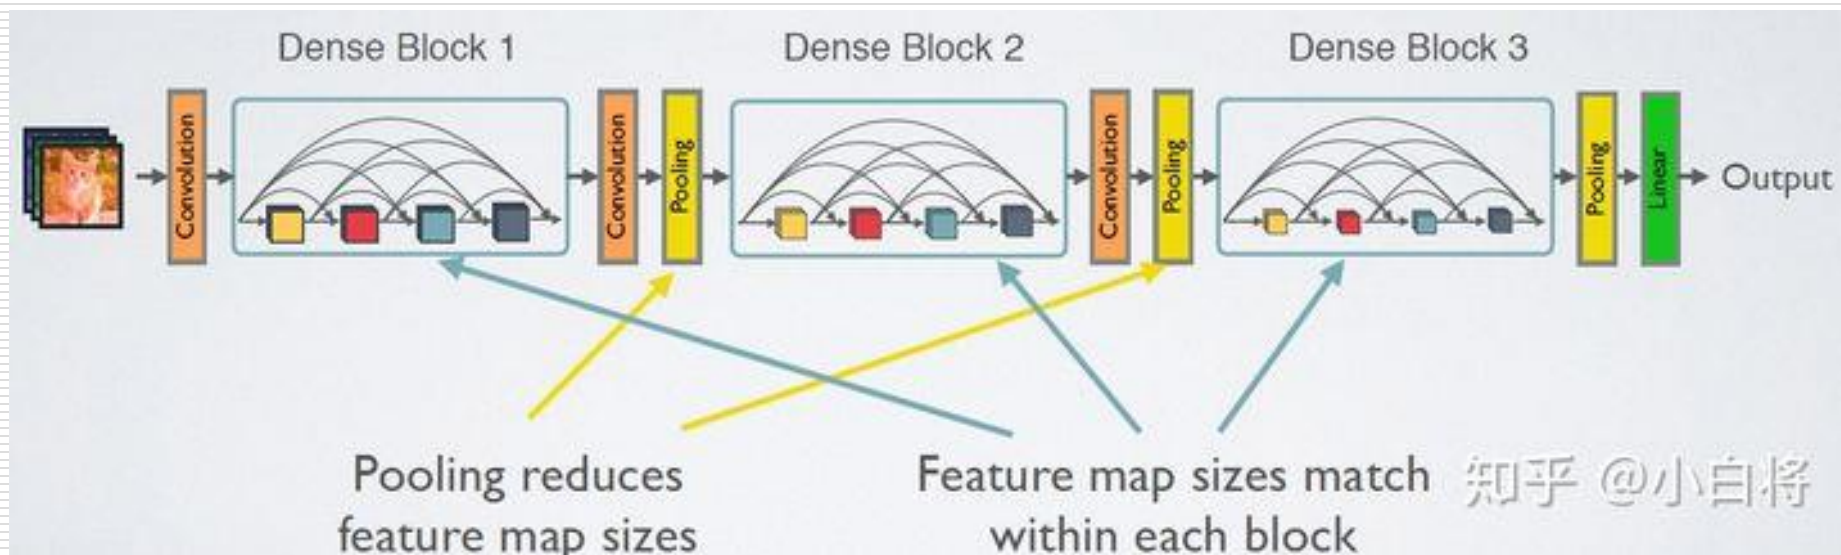 Dense Block 1
Dense Block 2
Dense Block 3
Convolution
Convolution
Pooling
Convolution
Pooling
Pooling
Linear
Output
Pooling reduces
feature map sizes
Feature map sizes match
within each block
知乎 @小白将